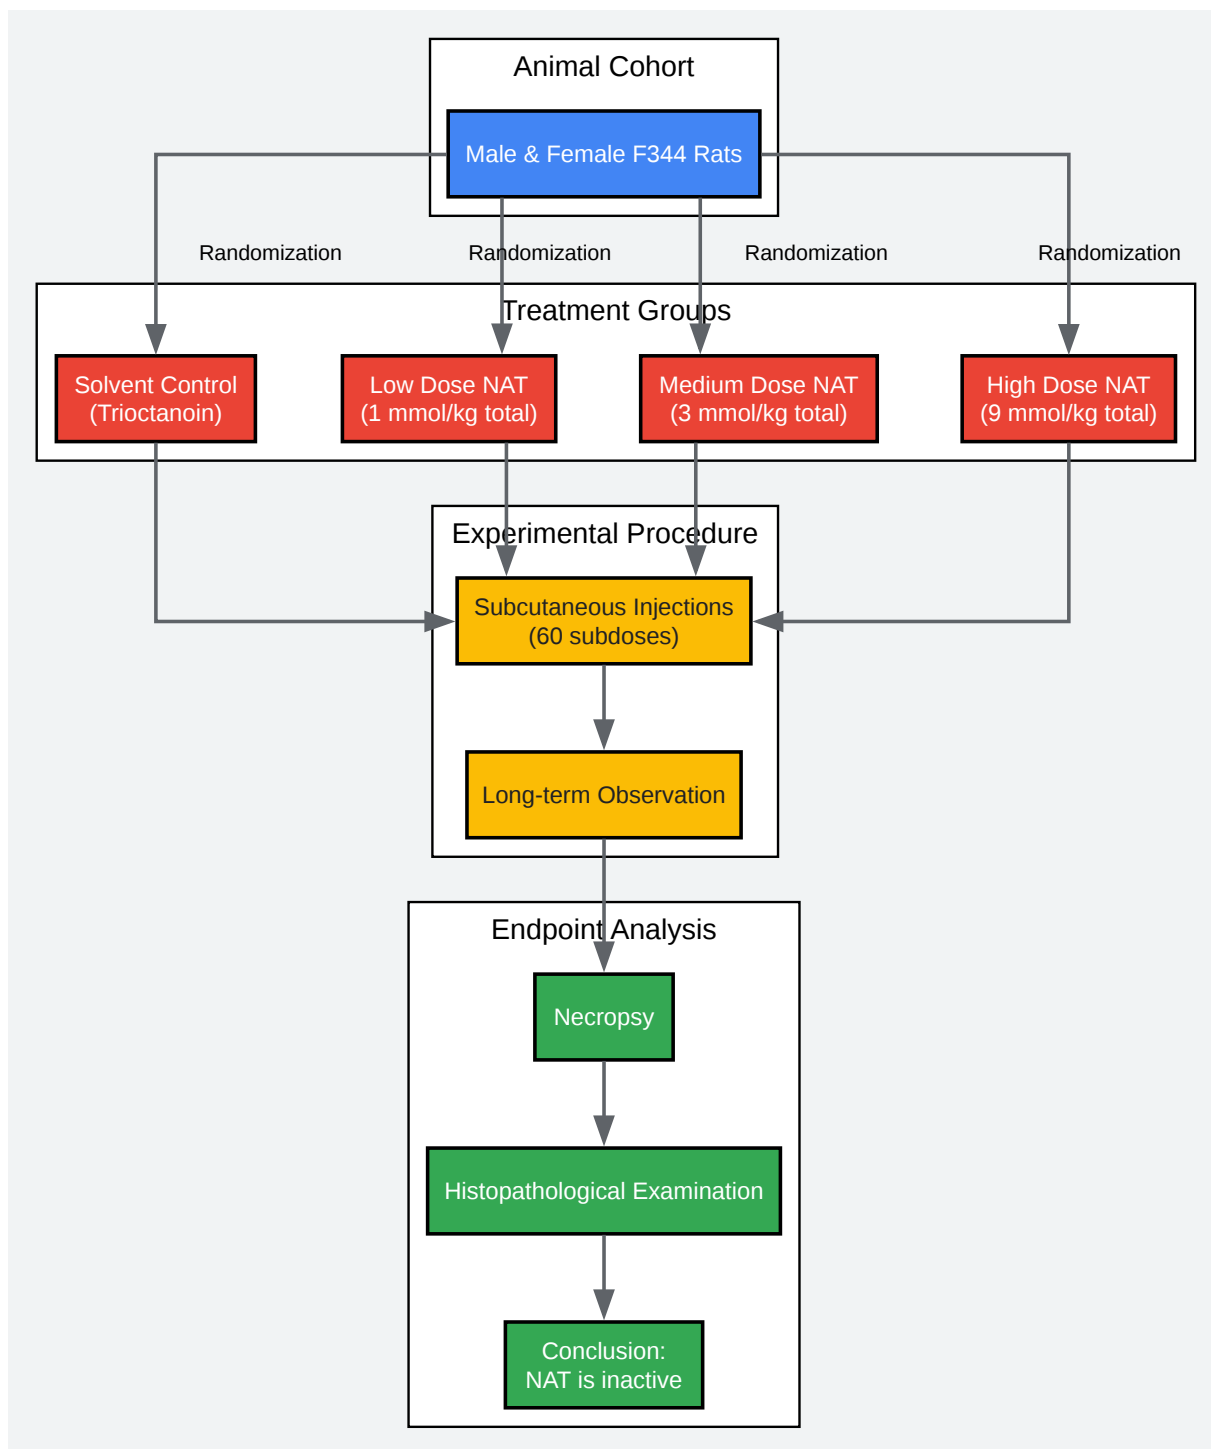 Animal Cohort
Male & Female F344 Rats
Randomization
Randomization
Randomization
Randomization
Treatment Groups
Solvent Control
(Trioctanoin)
Low Dose NAT
(1 mmol/kg total)
Medium Dose NAT
(3 mmol/kg total)
High Dose NAT
(9 mmol/kg total)
Experimental Procedure
Subcutaneous Injections
(60 subdoses)
Long-term Observation
Endpoint Analysis
Necropsy
Histopathological Examination
Conclusion:
NAT is inactive